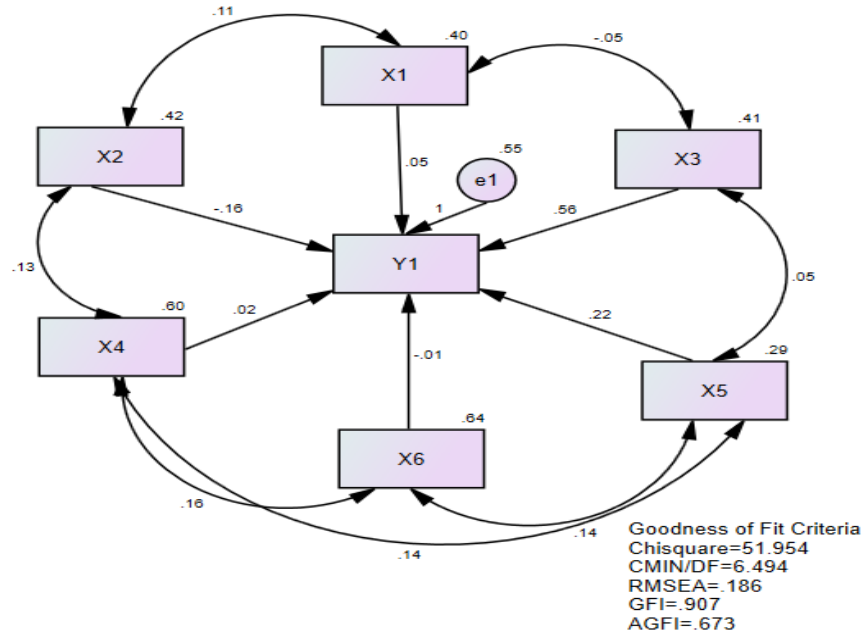 .11
.40
X1
-.05
.42
X2
.41
X3
.55
e1
.05
1
-.16
.56
Y1
.13
.60
X4
.02
.22
.05
-.01
.29
X5
.64
X6
.16
.14
.14
Goodness of Fit Criteria
Chisquare=51.954
CMIN/DF=6.494
RMSEA=.186
GFI=.907
AGFI=.673